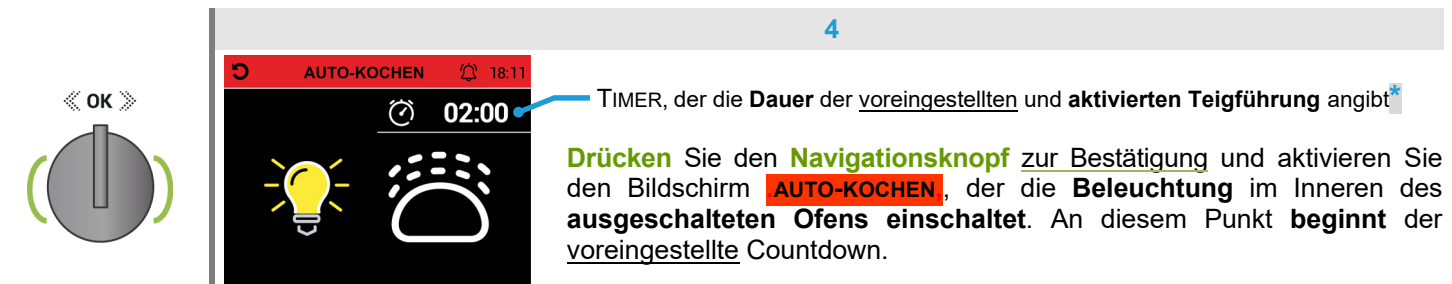 4
OK
AUTO-KOCHEN 18:11
02:00
TIMER, der die Dauer der voreingestellten und aktivierten Teigführung angibt*
Drücken Sie den Navigationsknopf zur Bestätigung und aktivieren Sie
den Bildschirm AUTO-KOCHEN, der die Beleuchtung im Inneren des
ausgeschalteten Ofens einschaltet. An diesem Punkt beginnt der
voreingestellte Countdown.